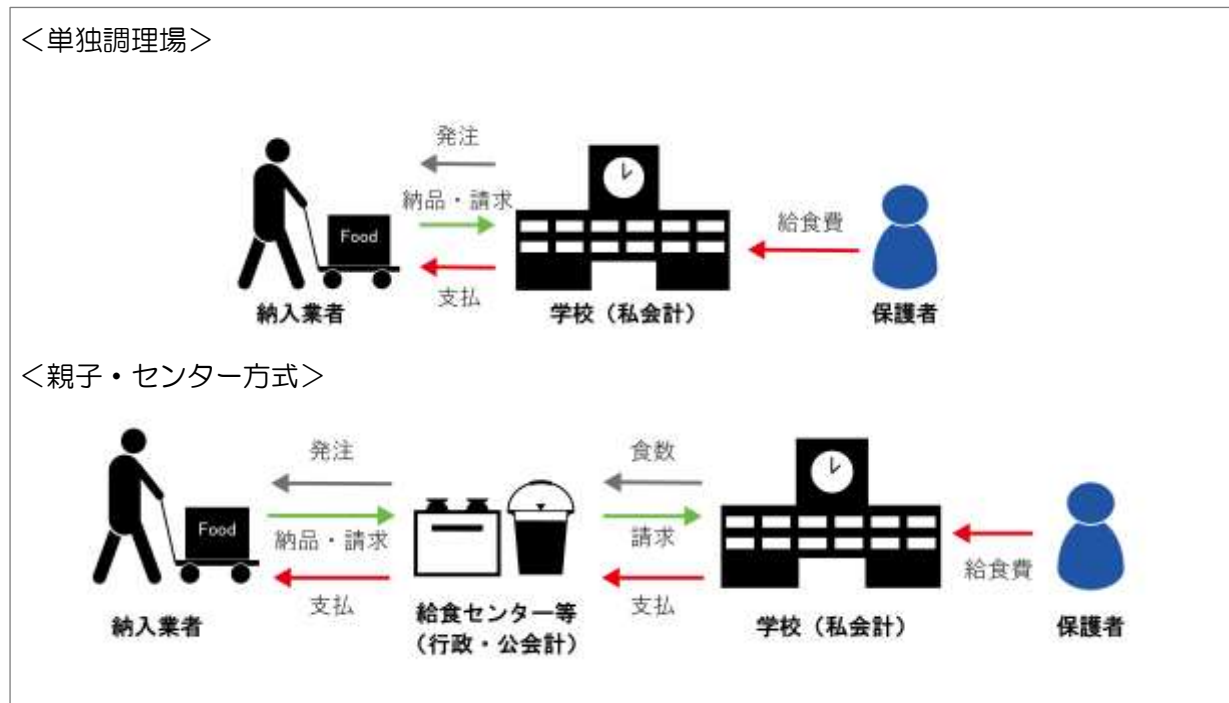 ＜単独調理場＞
発注
納品・請求
Food
給食費
支払
納入業者
学校（私会計）
保護者
＜親子・センター方式＞
発注
食数
Food
納品・請求
請求
給食費
支払
支払
納入業者
給食センター等
（行政・公会計）
学校（私会計）
保護者